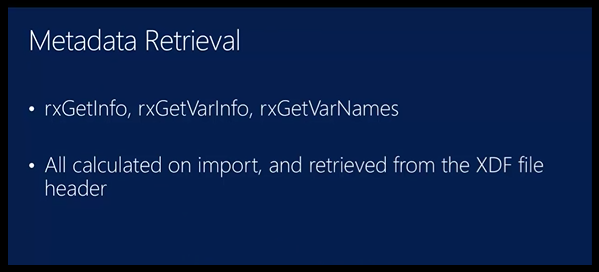 Metadata Retrieval
• rxGetInfo, rxGetVarInfo, rxGetVarNames
• All calculated on import, and retrieved from the XDF file
header